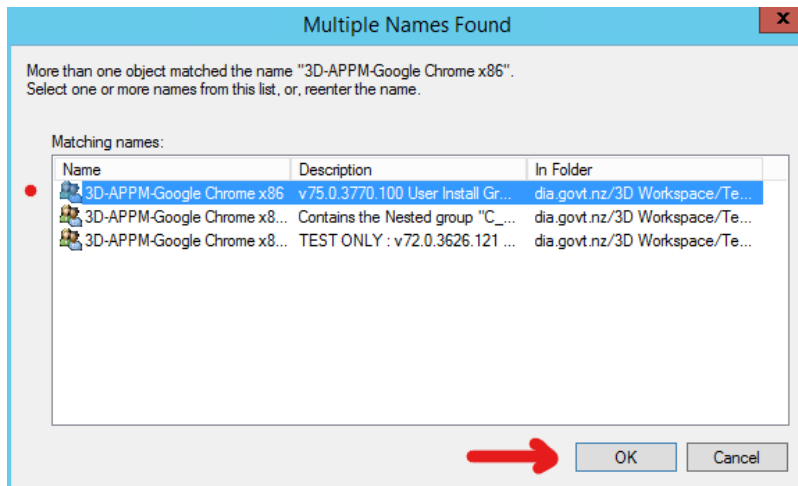 Multiple Names Found
x
More than one object matched the name "3D-APPM-Google Chrome x86".
Select one or more names from this list, or, reenter the name.
Matching names:
Name Description In Folder
3D-APPM-Google Chrome x86 v75.0.3770.100 User Install Gr... dia.govt.nz/3D Workspace/Te...
3D-APPM-Google Chrome x8... Contains the Nested group "C_... dia.govt.nz/3D Workspace/Te...
3D-APPM-Google Chrome x8... TEST ONLY : v72.0.3626.121 ... dia.govt.nz/3D Workspace/Te...
OK Cancel